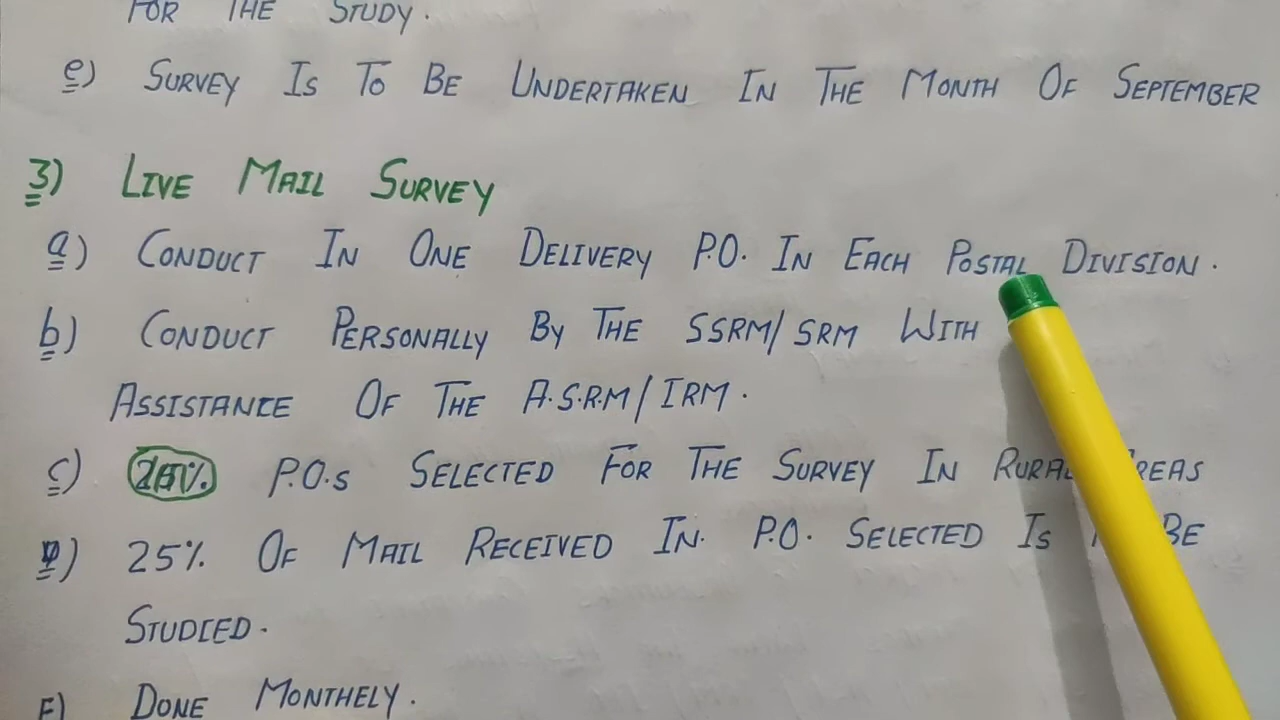 FOR THE STUDY.
e) SURVEY IS TO BE UNDERTAKEN IN THE MONTH OF SEPTEMBER
3) LIVE MAIL SURVEY
a) CONDUCT IN ONE DELIVERY P.O. IN EACH POSTAL DIVISION.
b) CONDUCT PERSONALLY BY THE SSRM/SRM WITH
ASSISTANCE OF THE A.S.R.M/IRM.
c) P.O.s SELECTED FOR THE SURVEY IN RURAL AREAS
25% OF MAIL RECEIVED IN P.O. SELECTED IS BE
STUDIED.
F) DONE MONTHELY.